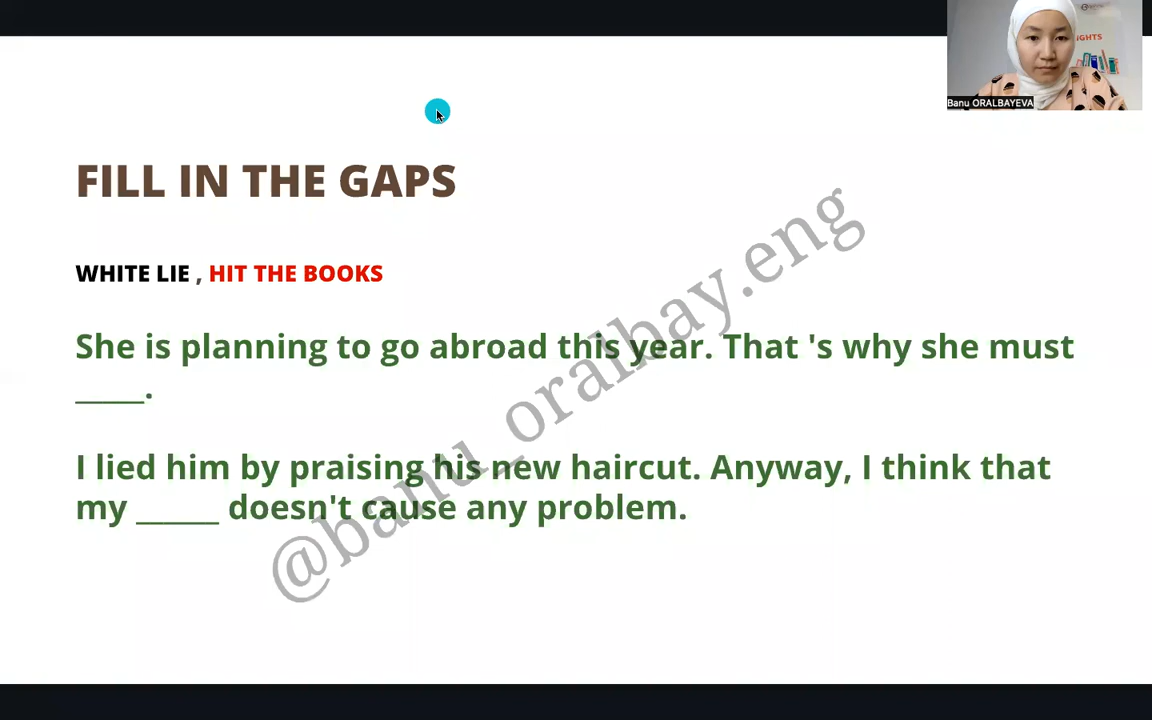 IGHTS
Banu ORALBAYEVA
FILL IN THE GAPS
WHITE LIE , HIT THE BOOKS
She is planning to go abroad this year. That 's why she must
_____.
I lied him by praising his new haircut. Anyway, I think that
my ______ doesn't cause any problem.
@banu_oralbay.eng